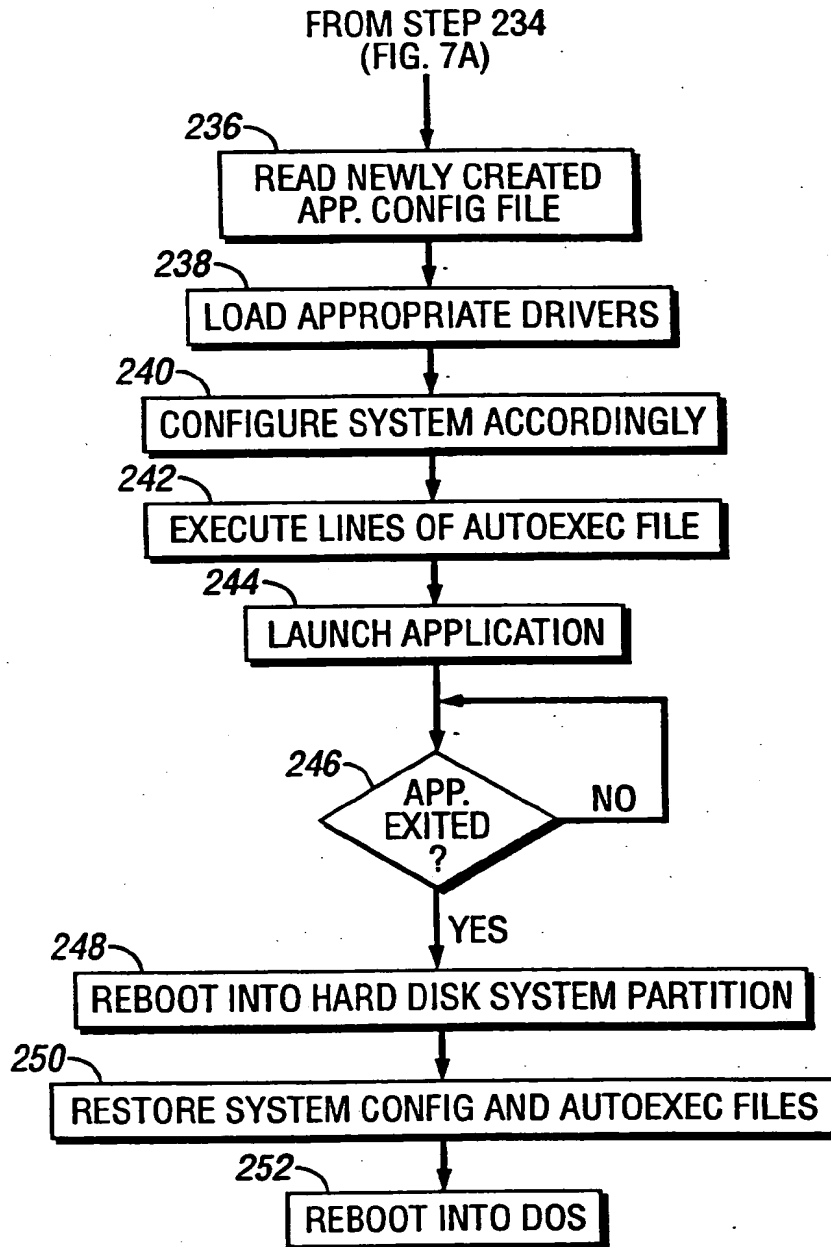 FROM STEP 234
(FIG. 7A)
236
READ NEWLY CREATED
APP. CONFIG FILE
238
LOAD APPROPRIATE DRIVERS
240
CONFIGURE SYSTEM ACCORDINGLY
242
EXECUTE LINES OF AUTOEXEC FILE
244
LAUNCH APPLICATION
246
APP.
EXITED
?
NO
YES
248
REBOOT INTO HARD DISK SYSTEM PARTITION
250
RESTORE SYSTEM CONFIG AND AUTOEXEC FILES
252
REBOOT INTO DOS